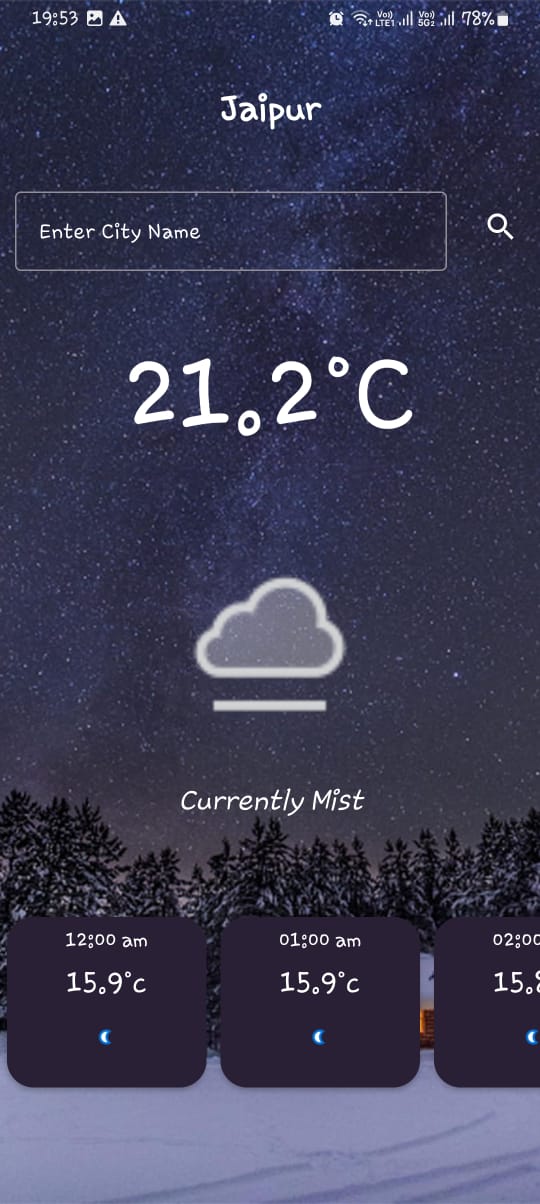 19:53 Vo) LTE1 Vo) 5G2 78%
Jaipur
Enter City Name
21.2°C
Currently Mist
12:00 am 01:00 am 02:00
15.9°c 15.9°c 15.8